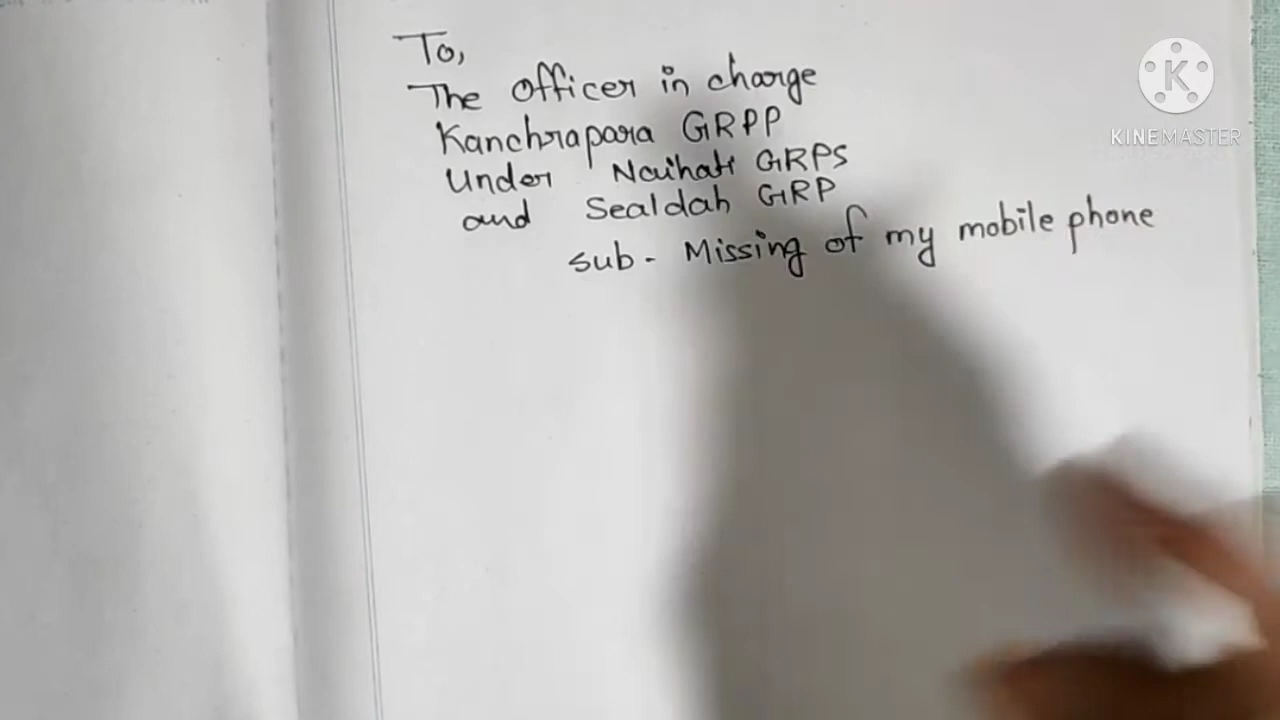 To,
The officer in charge
Kanchrapara GRPP
Under Naihati GRPS
and Sealdah GRP
sub - Missing of my mobile phone
K
KINEMASTER